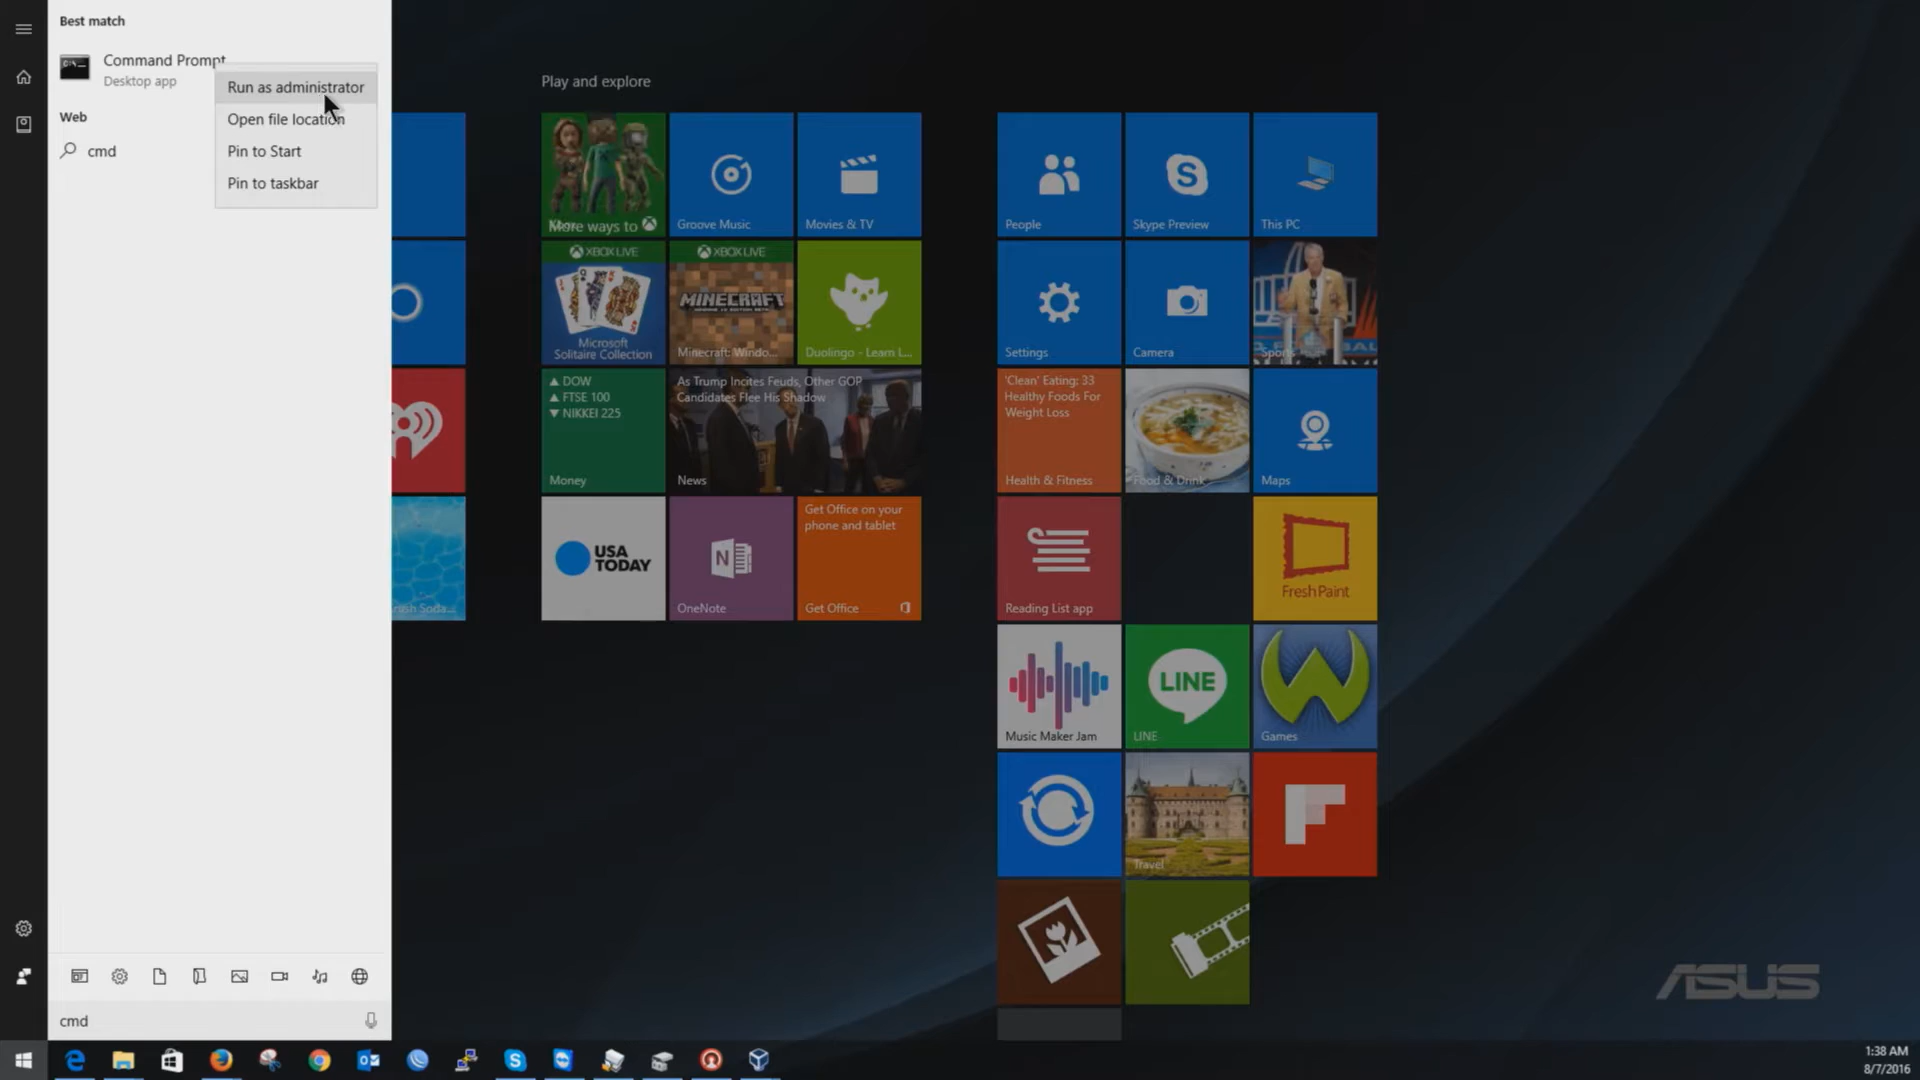 Best match
Command Prompt
Desktop app
Web
cmd
Run as administrator
Open file location
Pin to Start
Pin to taskbar
Play and explore
More ways to
Groove Music
Movies & TV
XBOX LIVE
Microsoft
Solitaire Collection
XBOX LIVE
MINECRAFT
Minecraft: Windo...
Duolingo - Learn L...
DOW
FTSE 100
NIKKEI 225
Money
As Trump Incites Feuds, Other GOP
Candidates Flee His Shadow
News
USA
TODAY
N
OneNote
Get Office on your
phone and tablet
Get Office
rush Soda...
People
Skype Preview
This PC
Settings
Camera
Sports
'Clean' Eating: 33
Healthy Foods For
Weight Loss
Health & Fitness
Food & Drink
Maps
Reading List app
Fresh Paint
Music Maker Jam
LINE
LINE
Games
Travel
ASUS
cmd
1:38 AM
8/7/2016